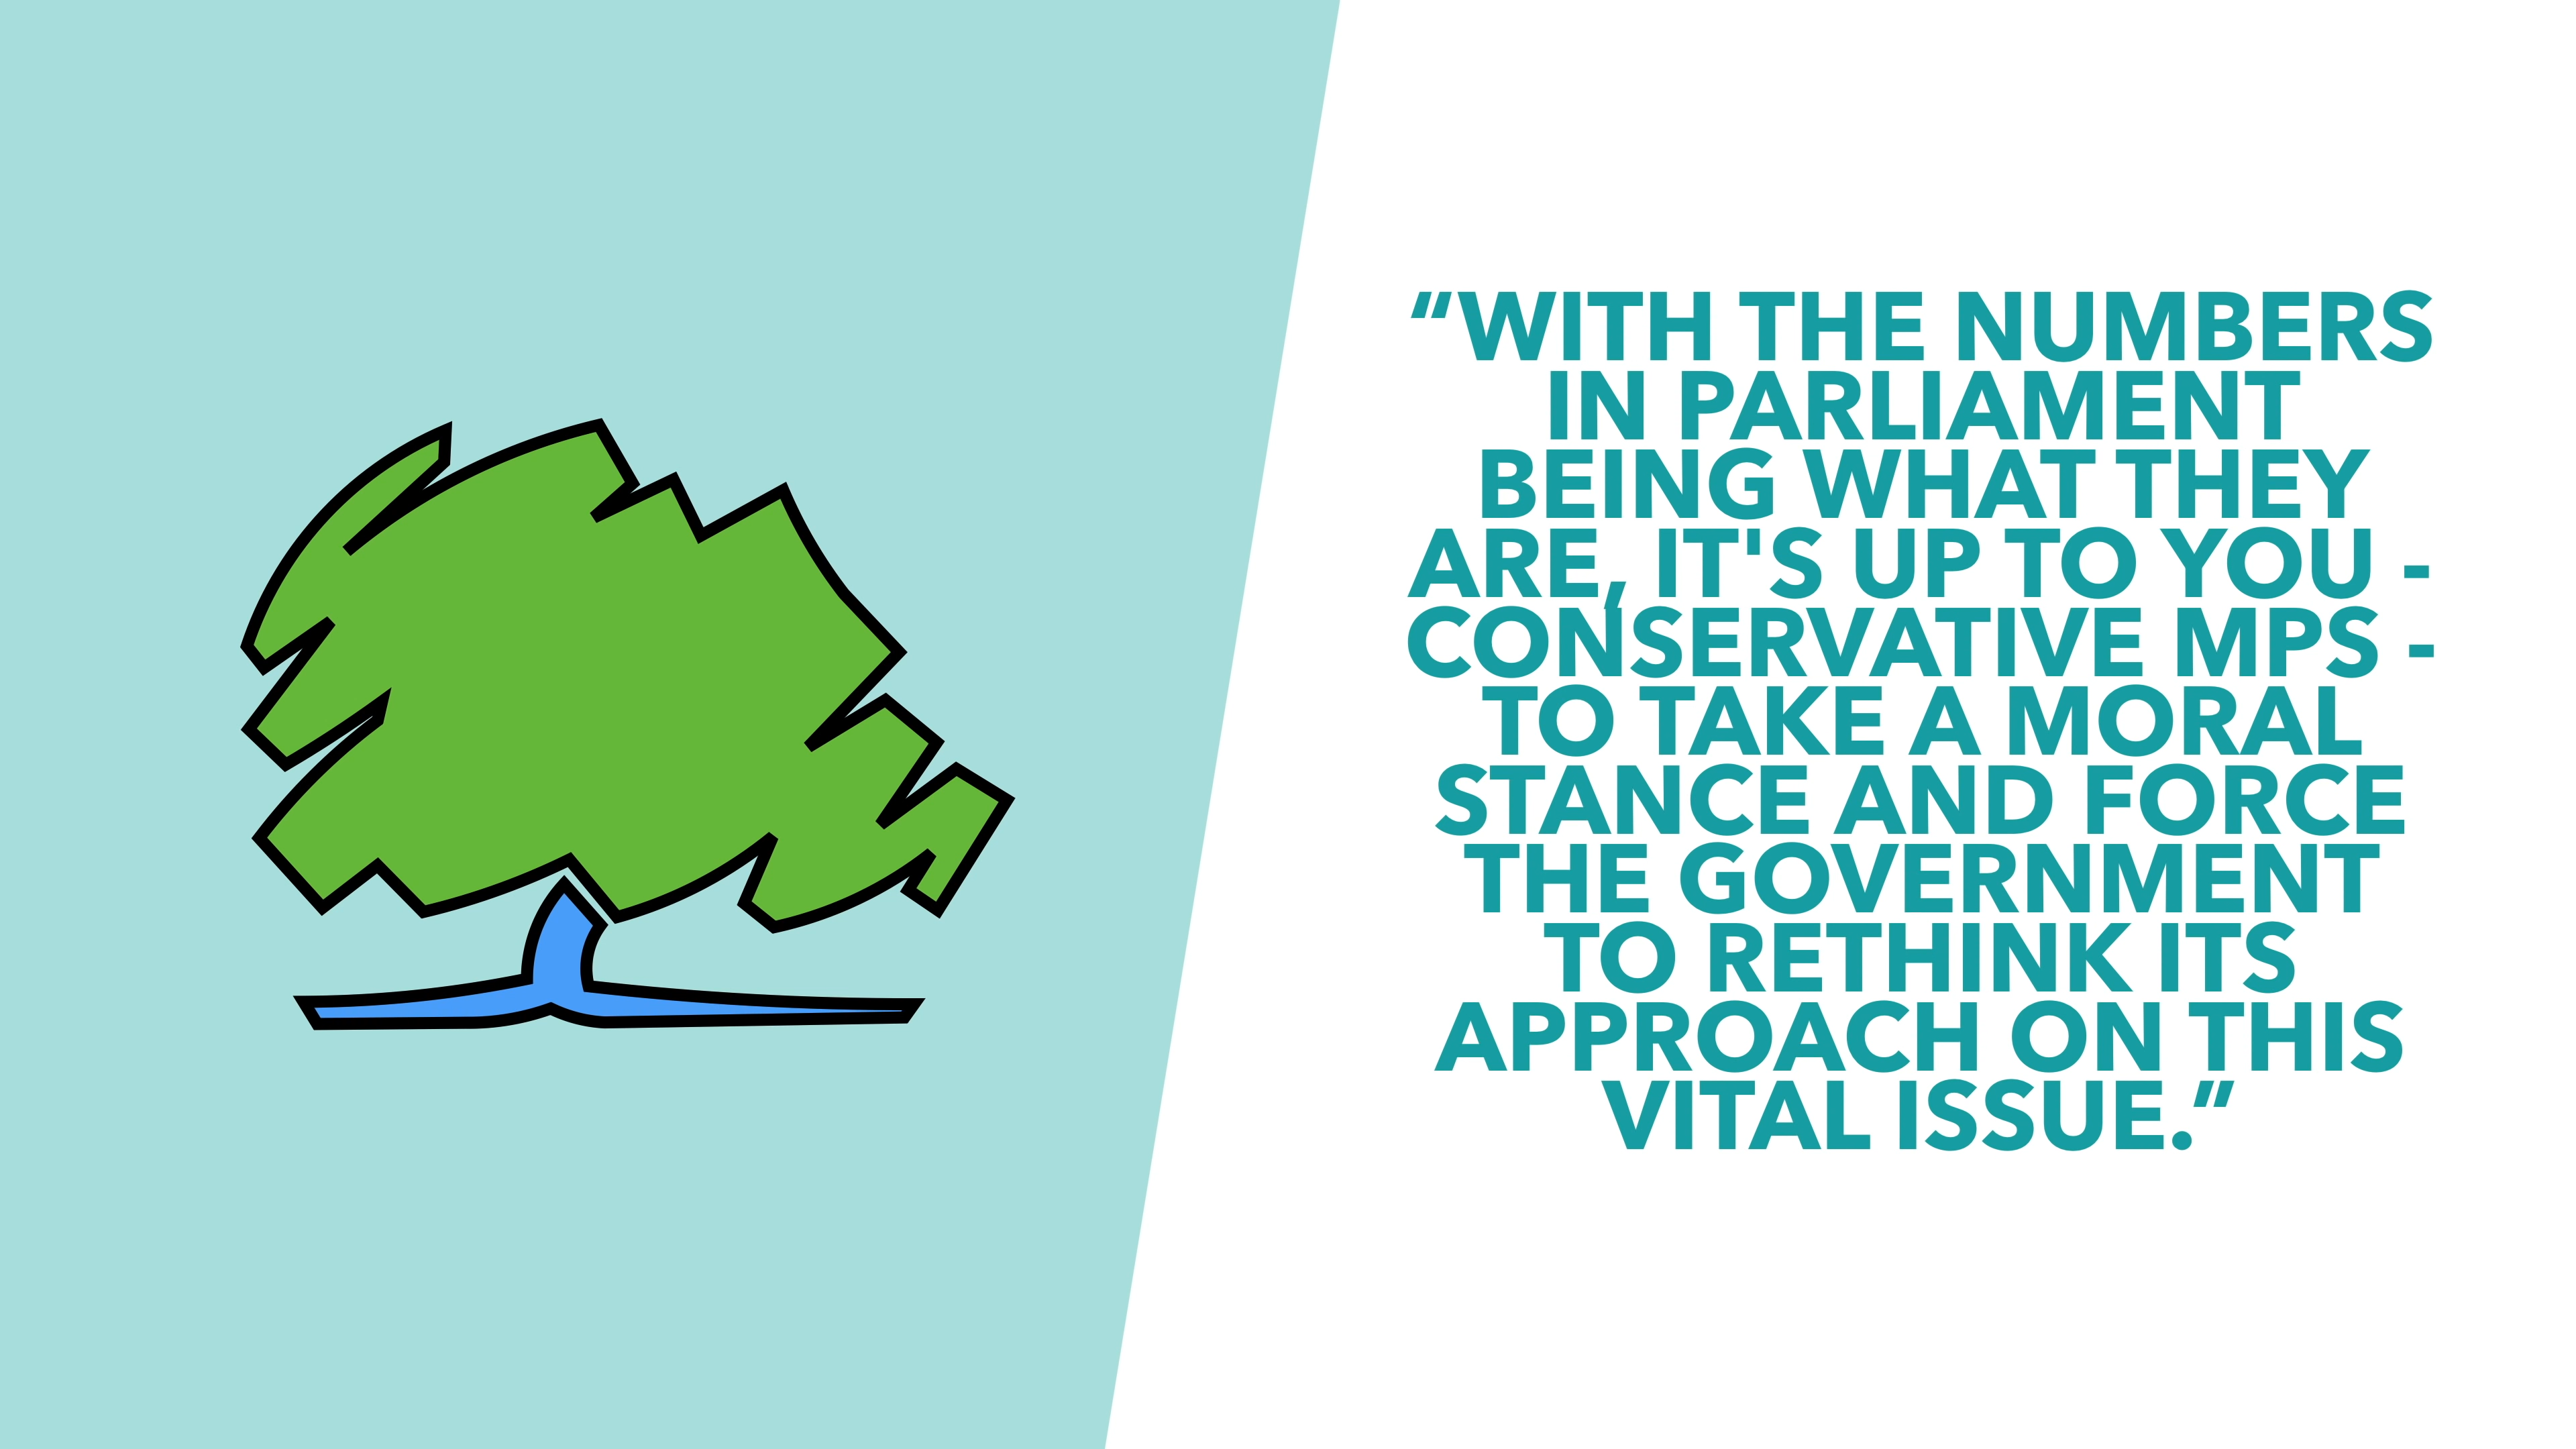 “WITH THE NUMBERS
IN PARLIAMENT
BEING WHAT THEY
ARE, IT'S UP TO YOU -
CONSERVATIVE MPS -
TO TAKE A MORAL
STANCE AND FORCE
THE GOVERNMENT
TO RETHINK ITS
APPROACH ON THIS
VITAL ISSUE.”